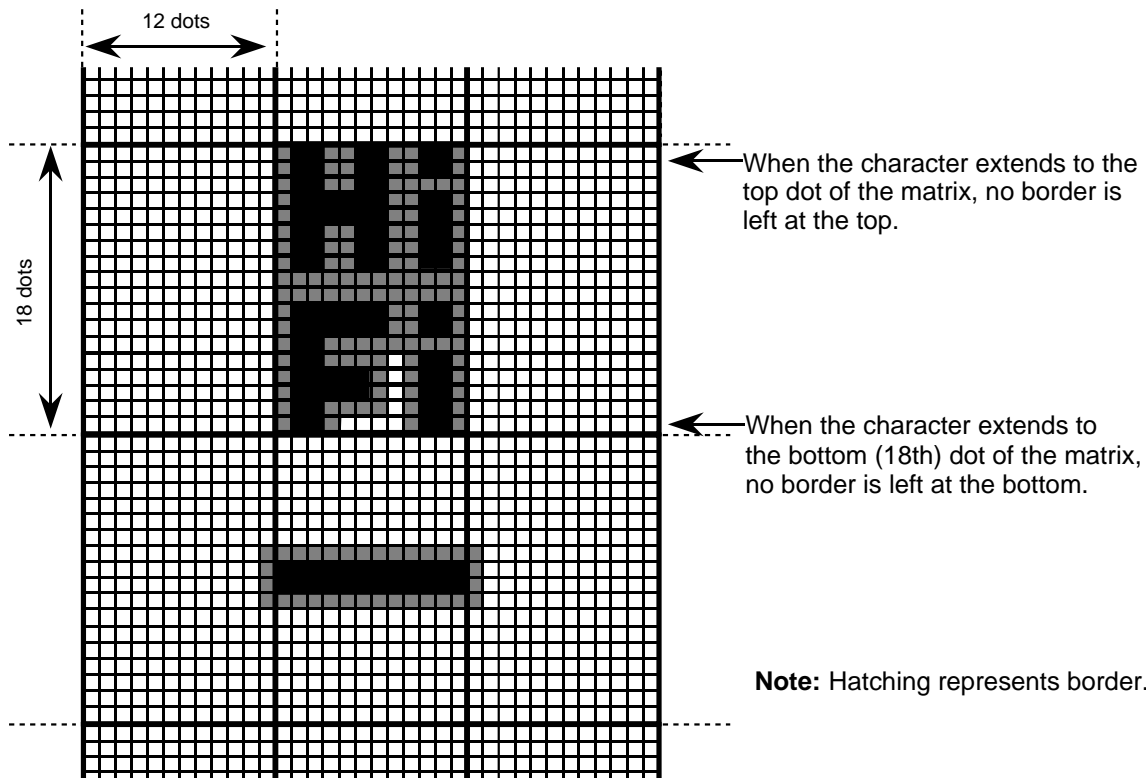 12 dots
18 dots
When the character extends to the
top dot of the matrix, no border is
left at the top.
When the character extends to
the bottom (18th) dot of the matrix,
no border is left at the bottom.
Note: Hatching represents border.